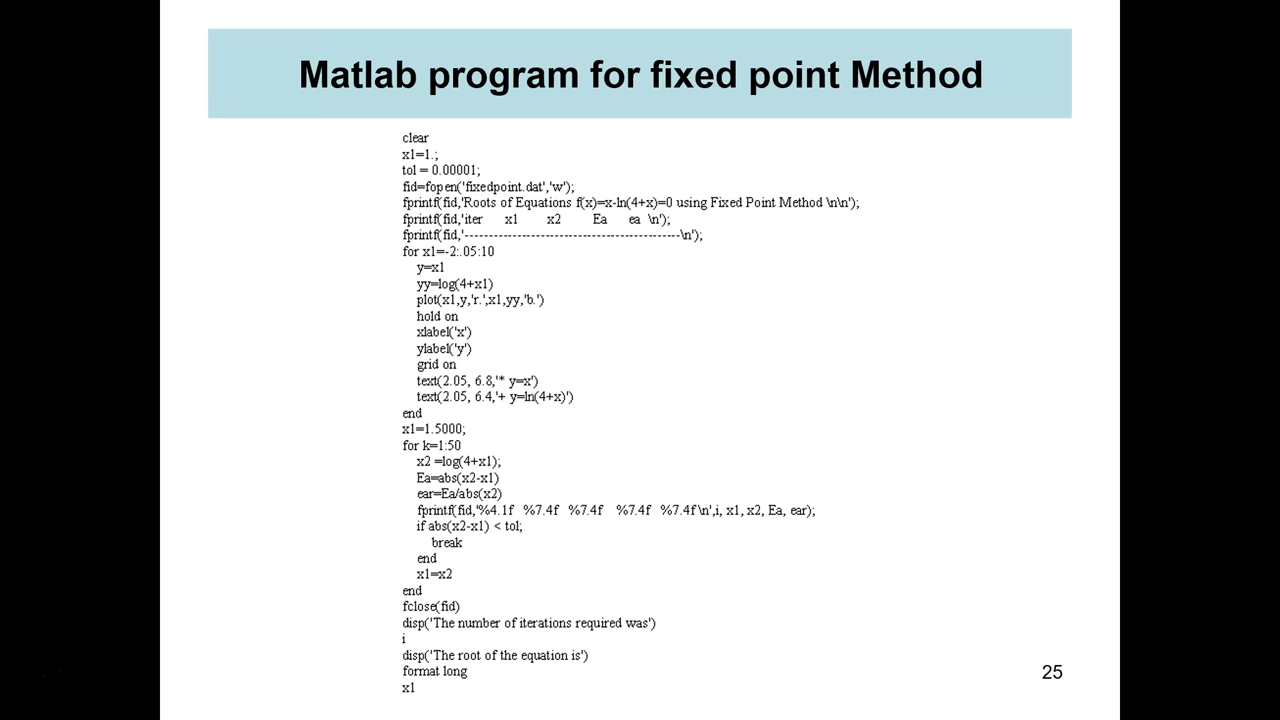 Matlab program for fixed point Method
clear
x1=1.;
tol = 0.00001;
fid=fopen('fixedpoint.dat','w');
fprintf(fid,'Roots of Equations f(x)=x-ln(4+x)=0 using Fixed Point Method \n\n');
fprintf(fid,'iter x1 x2 Ea ea \n');
fprintf(fid,'--------------------------------------------\n');
for x1=-2:.05:10
y=x1
yy=log(4+x1)
plot(x1,y,'r.',x1,yy,'b.')
hold on
xlabel('x')
ylabel('y')
grid on
text(2.05, 6.8,'* y=x')
text(2.05, 6.4,'+ y=ln(4+x)')
end
x1=1.5000;
for k=1:50
x2 =log(4+x1);
Ea=abs(x2-x1)
ear=Ea/abs(x2)
fprintf(fid,'%4.1f %7.4f %7.4f %7.4f %7.4f \n',i, x1, x2, Ea, ear);
if abs(x2-x1) < tol;
break
end
x1=x2
end
fclose(fid)
disp('The number of iterations required was')
i
disp('The root of the equation is')
format long
x1
25